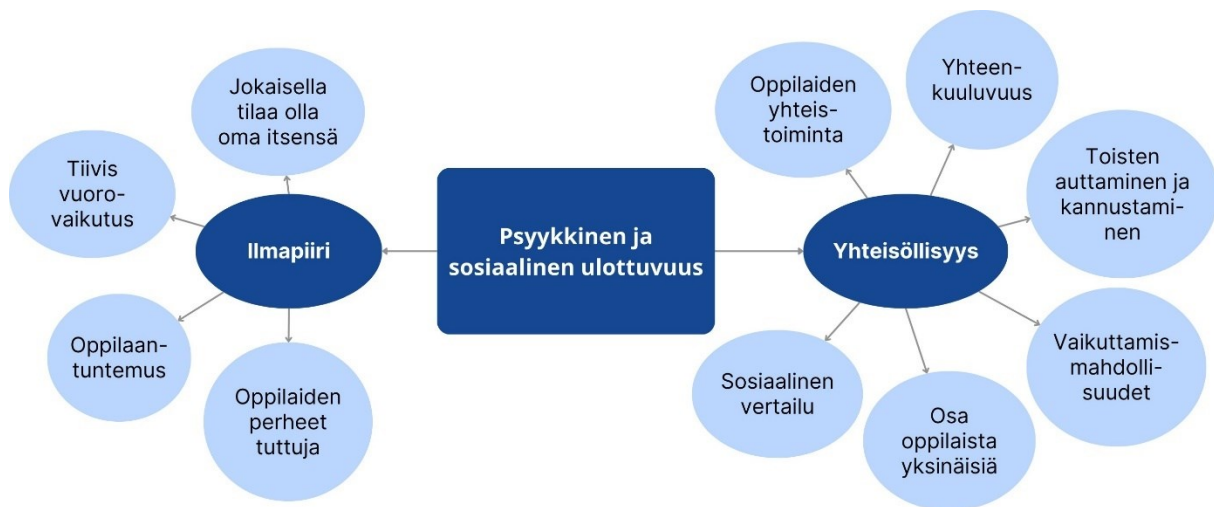 Jokaisella
tilaa olla
oma itsensä
Tiivis
vuoro-
vaikutus
Ilmapiiri
Oppilaan-
tuntemus
Oppilaiden
perheet
tuttuja
Psyykkinen ja
sosiaalinen ulottuvuus
Oppilaiden
yhteis-
toiminta
Yhteen-
kuuluvuus
Toisten
auttaminen ja
kannustami-
nen
Yhteisöllisyys
Vaikuttamis-
mahdolli-
suudet
Sosiaalinen
vertailu
Osa
oppilaista
yksinäisiä